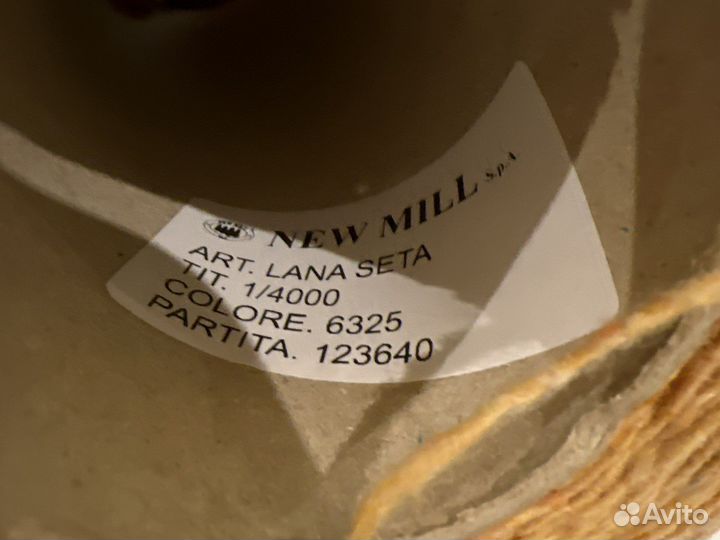 NEW MILL S.p.A
ART. LANA SETA
TIT. 1/4000
COLORE. 6325
PARTITA. 123640
Avito